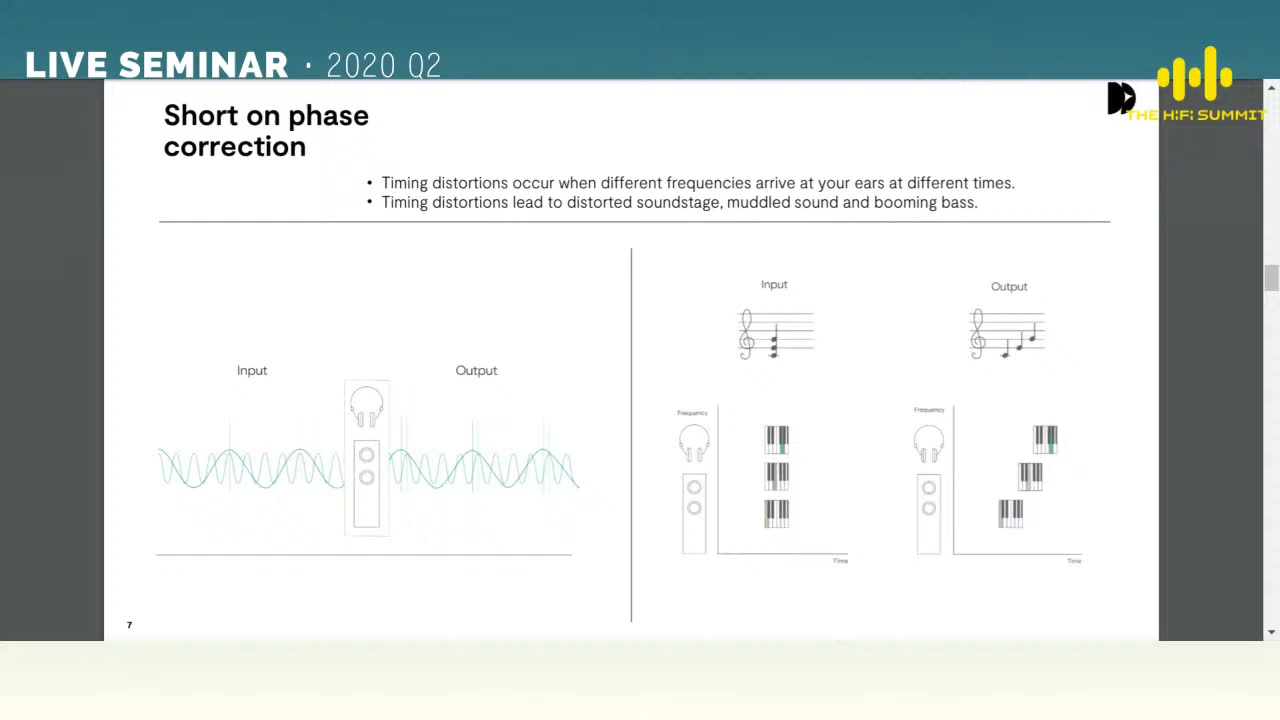 LIVE SEMINAR · 2020 Q2
THE H:F: SUMMIT
Short on phase
correction
• Timing distortions occur when different frequencies arrive at your ears at different times.
• Timing distortions lead to distorted soundstage, muddled sound and booming bass.
Input
Output
Input
Output
Frequency
Time
Frequency
Time
7